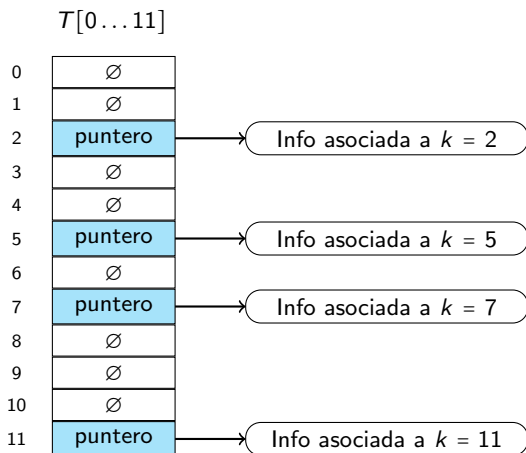 T[0...11]
0 ∅
1 ∅
2 puntero Info asociada a k = 2
3 ∅
4 ∅
5 puntero Info asociada a k = 5
6 ∅
7 puntero Info asociada a k = 7
8 ∅
9 ∅
10 ∅
11 puntero Info asociada a k = 11